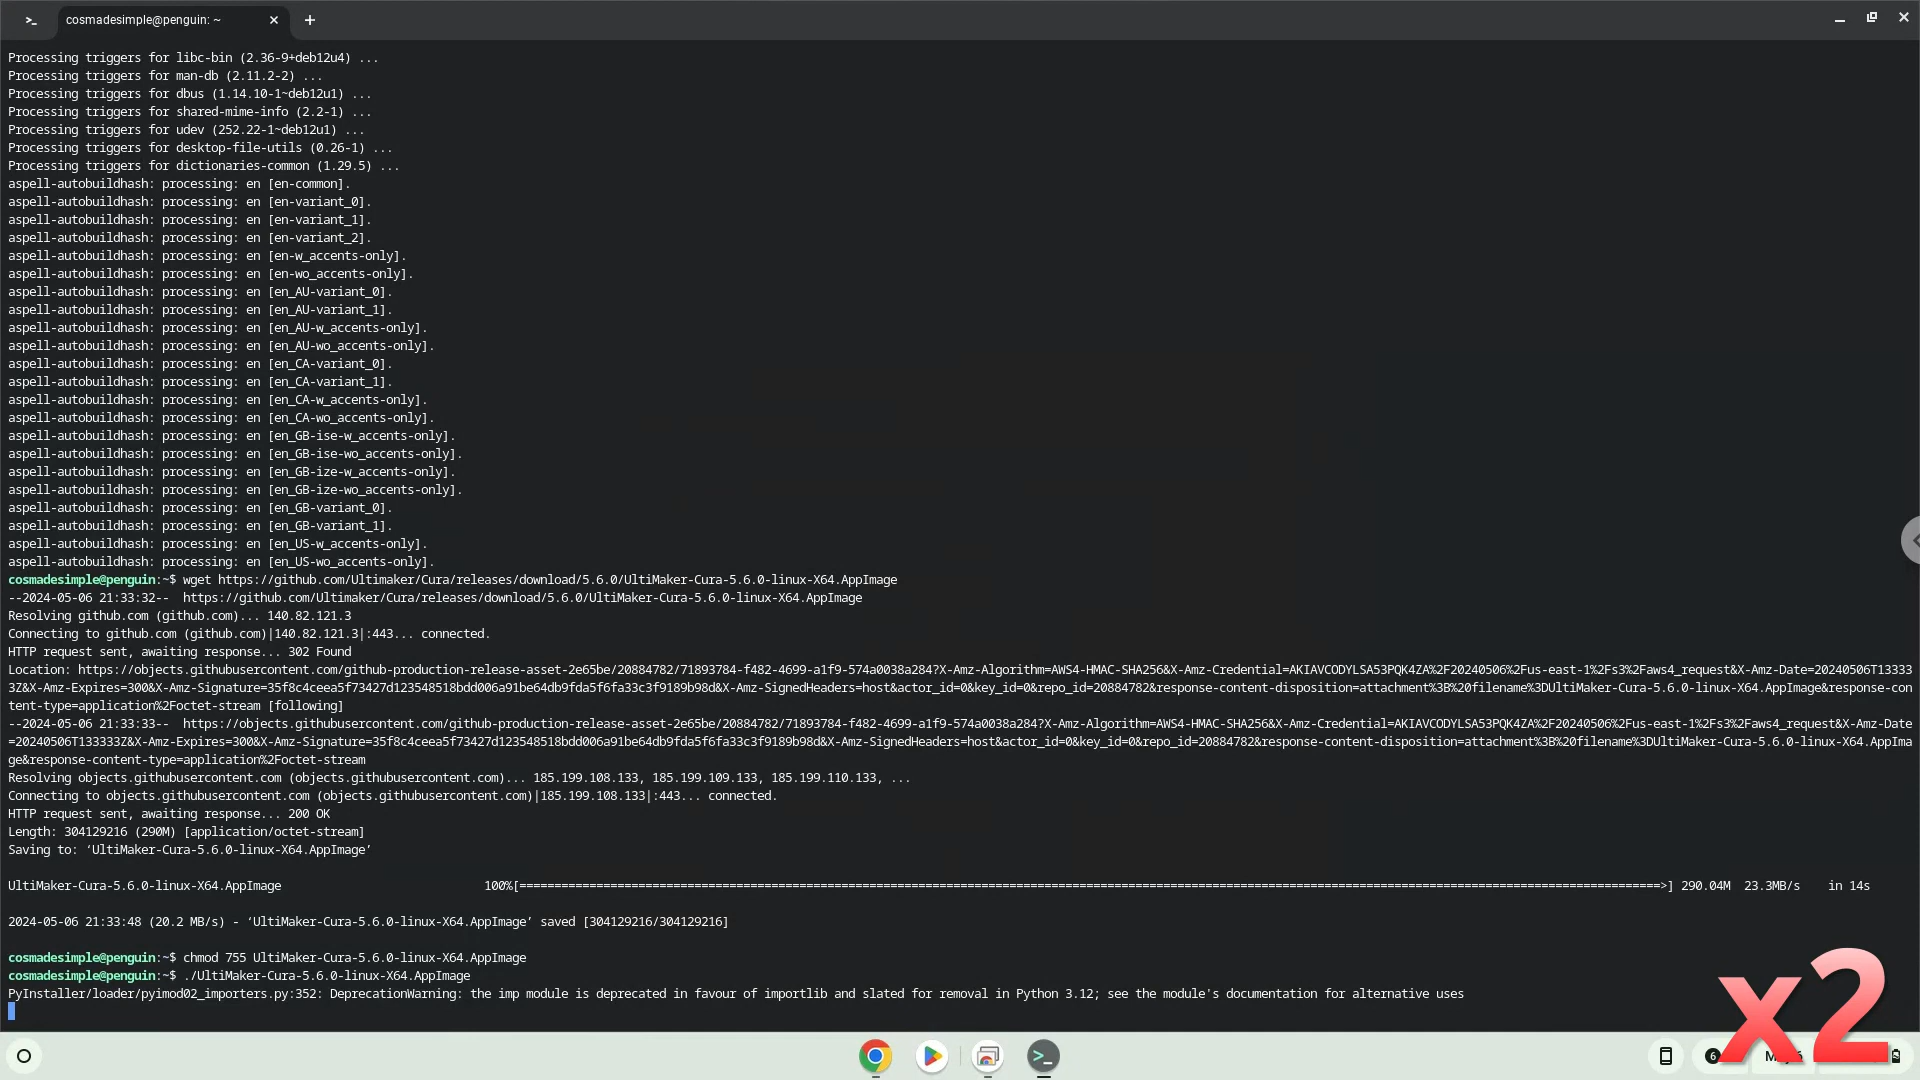 cosmadesimple@penguin: ~
Processing triggers for libc-bin (2.36-9+deb12u4) ...
Processing triggers for man-db (2.11.2-2) ...
Processing triggers for dbus (1.14.10-1~deb12u1) ...
Processing triggers for shared-mime-info (2.2-1) ...
Processing triggers for udev (252.22-1~deb12u1) ...
Processing triggers for desktop-file-utils (0.26-1) ...
Processing triggers for dictionaries-common (1.29.5) ...
aspell-autobuildhash: processing: en [en-common].
aspell-autobuildhash: processing: en [en-variant_0].
aspell-autobuildhash: processing: en [en-variant_1].
aspell-autobuildhash: processing: en [en-variant_2].
aspell-autobuildhash: processing: en [en-w_accents-only].
aspell-autobuildhash: processing: en [en-wo_accents-only].
aspell-autobuildhash: processing: en [en_AU-variant_0].
aspell-autobuildhash: processing: en [en_AU-variant_1].
aspell-autobuildhash: processing: en [en_AU-w_accents-only].
aspell-autobuildhash: processing: en [en_AU-wo_accents-only].
aspell-autobuildhash: processing: en [en_CA-variant_0].
aspell-autobuildhash: processing: en [en_CA-variant_1].
aspell-autobuildhash: processing: en [en_CA-w_accents-only].
aspell-autobuildhash: processing: en [en_CA-wo_accents-only].
aspell-autobuildhash: processing: en [en_GB-ise-w_accents-only].
aspell-autobuildhash: processing: en [en_GB-ise-wo_accents-only].
aspell-autobuildhash: processing: en [en_GB-ize-w_accents-only].
aspell-autobuildhash: processing: en [en_GB-ize-wo_accents-only].
aspell-autobuildhash: processing: en [en_GB-variant_0].
aspell-autobuildhash: processing: en [en_GB-variant_1].
aspell-autobuildhash: processing: en [en_US-w_accents-only].
aspell-autobuildhash: processing: en [en_US-wo_accents-only].
cosmadesimple@penguin:~$ wget https://github.com/Ultimaker/Cura/releases/download/5.6.0/UltiMaker-Cura-5.6.0-linux-X64.AppImage
--2024-05-06 21:33:32--  https://github.com/Ultimaker/Cura/releases/download/5.6.0/UltiMaker-Cura-5.6.0-linux-X64.AppImage
Resolving github.com (github.com)... 140.82.121.3
Connecting to github.com (github.com)|140.82.121.3|:443... connected.
HTTP request sent, awaiting response... 302 Found
Location: https://objects.githubusercontent.com/github-production-release-asset-2e65be/20884782/71893784-f482-4699-a1f9-574a0038a284?X-Amz-Algorithm=AWS4-HMAC-SHA256&X-Amz-Credential=AKIAVCODYLSA53PQK4ZA%2F20240506%2Fus-east-1%2Fs3%2Faws4_request&X-Amz-Date=20240506T13333
3Z&X-Amz-Expires=300&X-Amz-Signature=35f8c4ceea5f73427d123548518bdd006a91be64db9fda5f6fa33c3f9189b98d&X-Amz-SignedHeaders=host&actor_id=0&key_id=0&repo_id=20884782&response-content-disposition=attachment%3B%20filename%3DUltiMaker-Cura-5.6.0-linux-X64.AppImage&response-con
tent-type=application%2Foctet-stream [following]
--2024-05-06 21:33:33--  https://objects.githubusercontent.com/github-production-release-asset-2e65be/20884782/71893784-f482-4699-a1f9-574a0038a284?X-Amz-Algorithm=AWS4-HMAC-SHA256&X-Amz-Credential=AKIAVCODYLSA53PQK4ZA%2F20240506%2Fus-east-1%2Fs3%2Faws4_request&X-Amz-Date
=20240506T133333Z&X-Amz-Expires=300&X-Amz-Signature=35f8c4ceea5f73427d123548518bdd006a91be64db9fda5f6fa33c3f9189b98d&X-Amz-SignedHeaders=host&actor_id=0&key_id=0&repo_id=20884782&response-content-disposition=attachment%3B%20filename%3DUltiMaker-Cura-5.6.0-linux-X64.AppIma
ge&response-content-type=application%2Foctet-stream
Resolving objects.githubusercontent.com (objects.githubusercontent.com)... 185.199.108.133, 185.199.109.133, 185.199.110.133, ...
Connecting to objects.githubusercontent.com (objects.githubusercontent.com)|185.199.108.133|:443... connected.
HTTP request sent, awaiting response... 200 OK
Length: 304129216 (290M) [application/octet-stream]
Saving to: ‘UltiMaker-Cura-5.6.0-linux-X64.AppImage’
UltiMaker-Cura-5.6.0-linux-X64.AppImage 100%[===================================================================================================================================================================>] 290.04M 23.3MB/s in 14s
2024-05-06 21:33:48 (20.2 MB/s) - ‘UltiMaker-Cura-5.6.0-linux-X64.AppImage’ saved [304129216/304129216]
cosmadesimple@penguin:~$ chmod 755 UltiMaker-Cura-5.6.0-linux-X64.AppImage
cosmadesimple@penguin:~$ ./UltiMaker-Cura-5.6.0-linux-X64.AppImage
PyInstaller/loader/pyimod02_importers.py:352: DeprecationWarning: the imp module is deprecated in favour of importlib and slated for removal in Python 3.12; see the module's documentation for alternative uses
x2
6